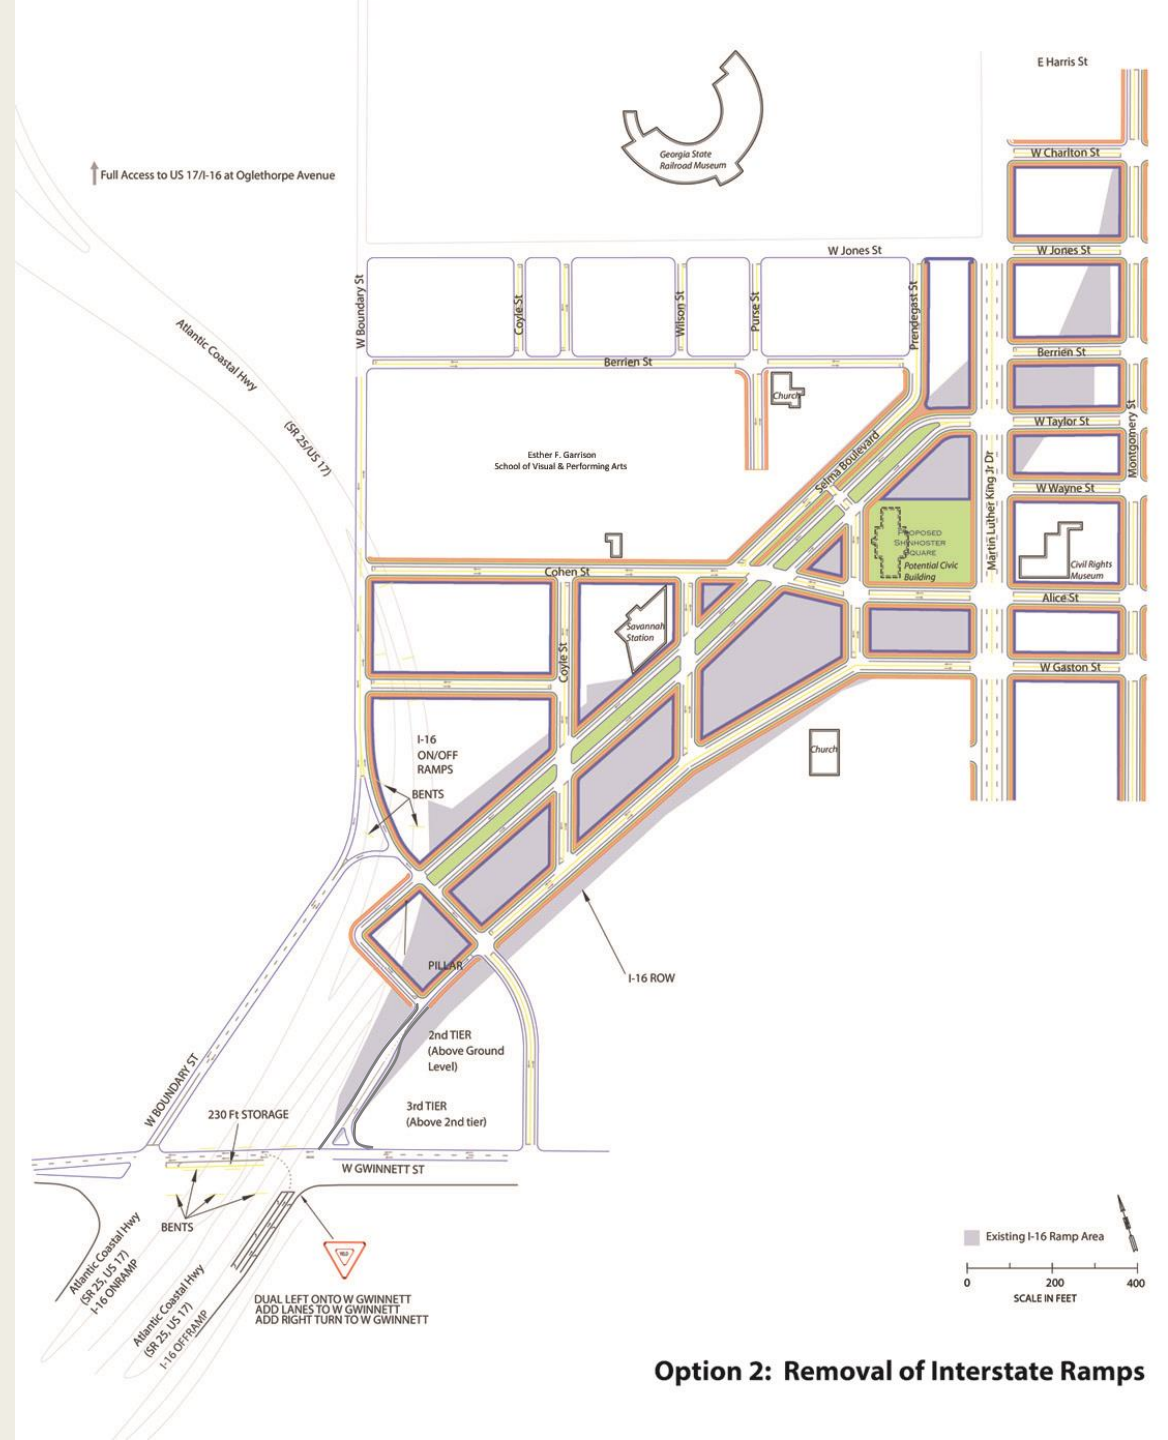 E Harris St
W Charlton St
Georgia State
Railroad Museum
Full Access to US 17/I-16 at Oglethorpe Avenue
W Jones St
W Jones St
W Boundary St
Coyle St
Wilson St
Purse St
Prendegast St
Atlantic Coastal Hwy
(SR 25/US 17)
Berrien St
Berrien St
Church
W Taylor St
Montgomery St
Esther F. Garrison
School of Visual & Performing Arts
Selma Boulevard
Martin Luther King Jr Dr
W Wayne St
Proposed
Shinhoster
Square
Potential Civic
Building
Civil Rights
Museum
Cohen St
Alice St
Savannah
Station
Coyle St
W Gaston St
I-16
ON/OFF
RAMPS
BENTS
Church
PILLAR
I-16 ROW
2nd TIER
(Above Ground
Level)
3rd TIER
(Above 2nd tier)
W BOUNDARY ST
230 Ft STORAGE
W GWINNETT ST
BENTS
Atlantic Coastal Hwy
(SR 25, US 17)
I-16 ONRAMP
Atlantic Coastal Hwy
(SR 25, US 17)
I-16 OFFRAMP
DUAL LEFT ONTO W GWINNETT
ADD LANES TO W GWINNETT
ADD RIGHT TURN TO W GWINNETT
Existing I-16 Ramp Area
0 200 400
SCALE IN FEET
Option 2: Removal of Interstate Ramps